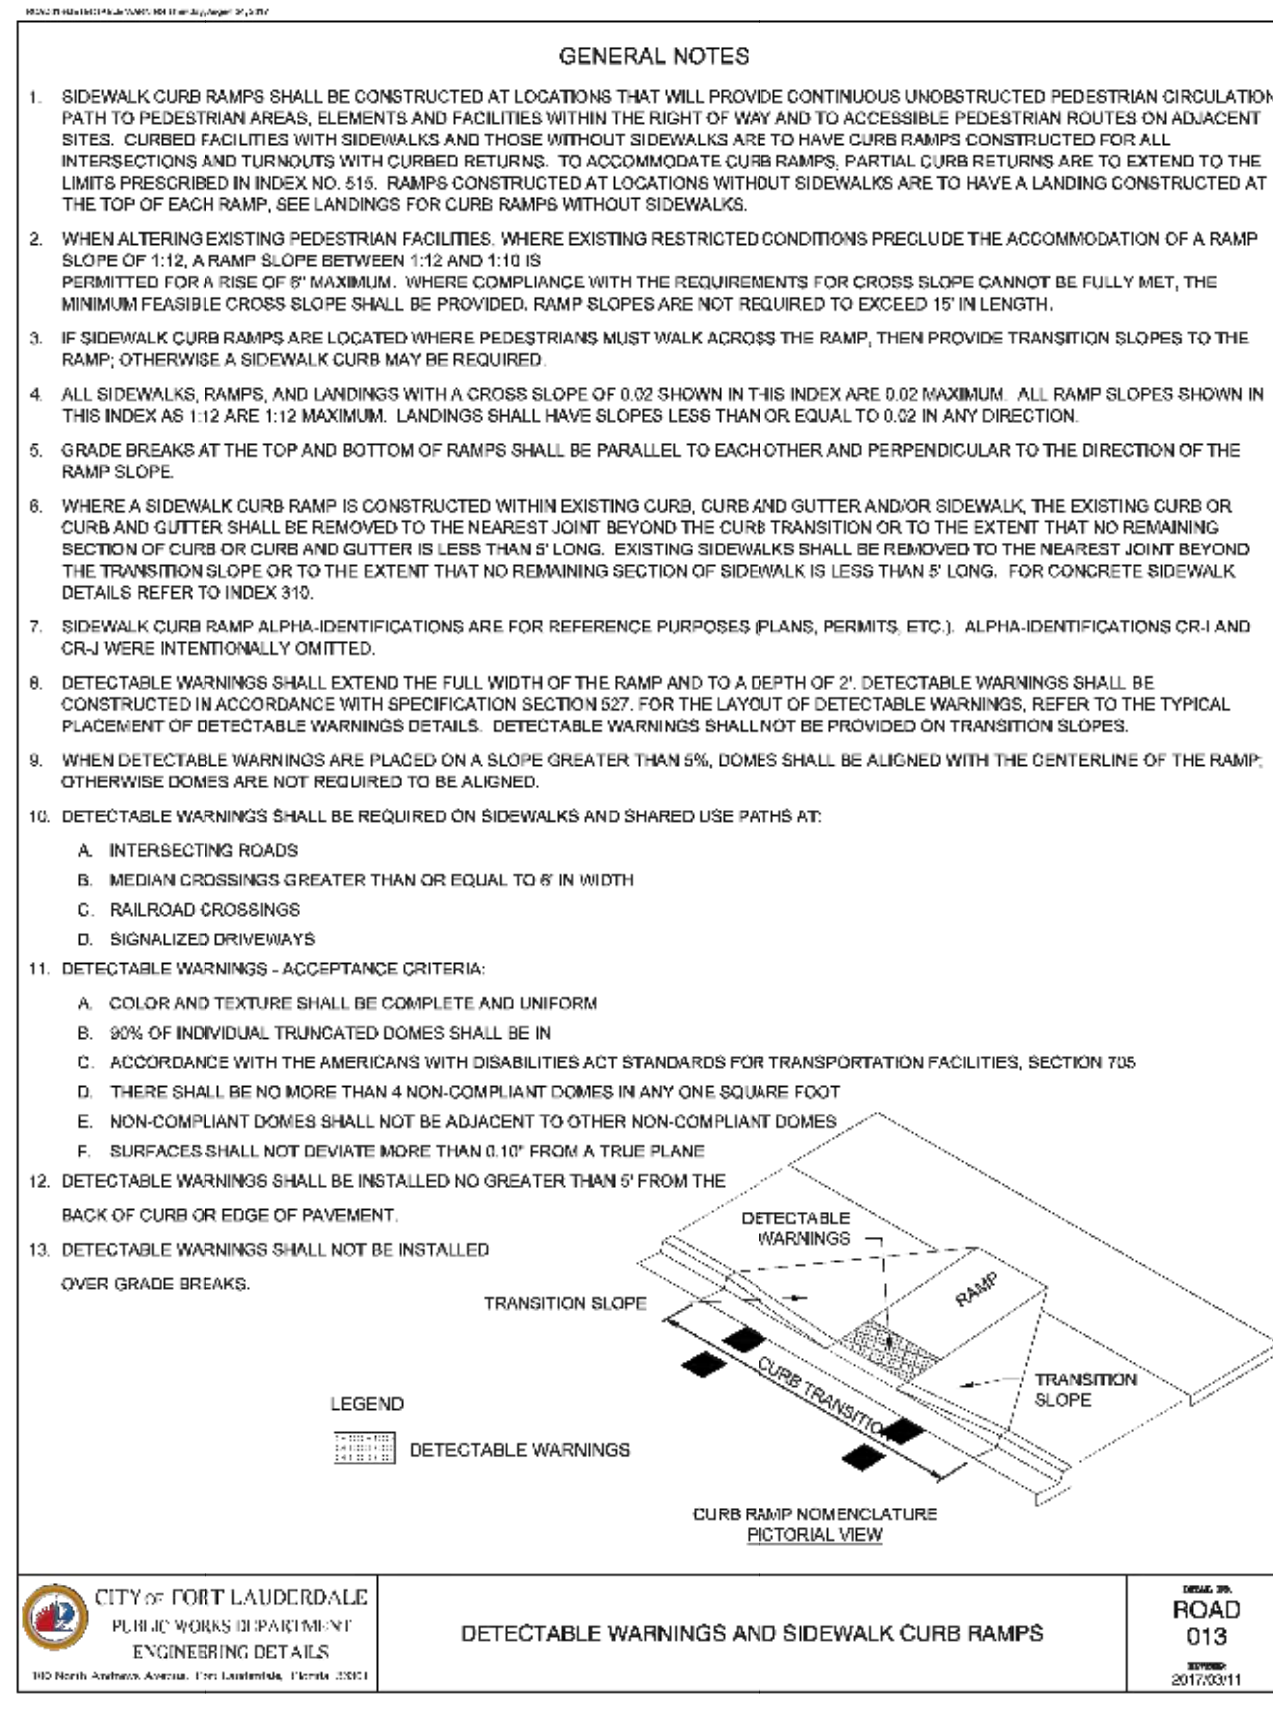 GENERAL NOTES
1. SIDEWALK CURB RAMPS SHALL BE CONSTRUCTED AT LOCATIONS THAT WILL PROVIDE CONTINUOUS UNOBSTRUCTED PEDESTRIAN CIRCULATION
PATH TO PEDESTRIAN AREAS, ELEMENTS AND FACILITIES WITHIN THE RIGHT OF WAY AND TO ACCESSIBLE PEDESTRIAN ROUTES ON ADJACENT
SITES. CURBED FACILITIES WITH SIDEWALKS AND THOSE WITHOUT SIDEWALKS ARE TO HAVE CURB RAMPS CONSTRUCTED FOR ALL
INTERSECTIONS AND TURNOUTS WITH CURBED RETURNS. TO ACCOMMODATE CURB RAMPS, PARTIAL CURB RETURNS ARE TO EXTEND TO THE
LIMITS PRESCRIBED IN INDEX NO. 515. RAMPS CONSTRUCTED AT LOCATIONS WITHOUT SIDEWALKS ARE TO HAVE A LANDING CONSTRUCTED AT
THE TOP OF EACH RAMP, SEE LANDINGS FOR CURB RAMPS WITHOUT SIDEWALKS.
2. WHEN ALTERING EXISTING PEDESTRIAN FACILITIES, WHERE EXISTING RESTRICTED CONDITIONS PRECLUDE THE ACCOMMODATION OF A RAMP
SLOPE OF 1:12, A RAMP SLOPE BETWEEN 1:12 AND 1:10 IS
PERMITTED FOR A RISE OF 6" MAXIMUM. WHERE COMPLIANCE WITH THE REQUIREMENTS FOR CROSS SLOPE CANNOT BE FULLY MET, THE
MINIMUM FEASIBLE CROSS SLOPE SHALL BE PROVIDED. RAMP SLOPES ARE NOT REQUIRED TO EXCEED 15' IN LENGTH.
3. IF SIDEWALK CURB RAMPS ARE LOCATED WHERE PEDESTRIANS MUST WALK ACROSS THE RAMP, THEN PROVIDE TRANSITION SLOPES TO THE
RAMP; OTHERWISE A SIDEWALK CURB MAY BE REQUIRED.
4. ALL SIDEWALKS, RAMPS, AND LANDINGS WITH A CROSS SLOPE OF 0.02 SHOWN IN THIS INDEX ARE 0.02 MAXIMUM. ALL RAMP SLOPES SHOWN IN
THIS INDEX AS 1:12 ARE 1:12 MAXIMUM. LANDINGS SHALL HAVE SLOPES LESS THAN OR EQUAL TO 0.02 IN ANY DIRECTION.
5. GRADE BREAKS AT THE TOP AND BOTTOM OF RAMPS SHALL BE PARALLEL TO EACH OTHER AND PERPENDICULAR TO THE DIRECTION OF THE
RAMP SLOPE.
6. WHERE A SIDEWALK CURB RAMP IS CONSTRUCTED WITHIN EXISTING CURB, CURB AND GUTTER AND/OR SIDEWALK, THE EXISTING CURB OR
CURB AND GUTTER SHALL BE REMOVED TO THE NEAREST JOINT BEYOND THE CURB TRANSITION OR TO THE EXTENT THAT NO REMAINING
SECTION OF CURB OR CURB AND GUTTER IS LESS THAN 5' LONG. EXISTING SIDEWALKS SHALL BE REMOVED TO THE NEAREST JOINT BEYOND
THE TRANSITION SLOPE OR TO THE EXTENT THAT NO REMAINING SECTION OF SIDEWALK IS LESS THAN 5' LONG. FOR CONCRETE SIDEWALK
DETAILS REFER TO INDEX 310.
7. SIDEWALK CURB RAMP ALPHA-IDENTIFICATIONS ARE FOR REFERENCE PURPOSES (PLANS, PERMITS, ETC.). ALPHA-IDENTIFICATIONS CR-I AND
CR-J WERE INTENTIONALLY OMITTED.
8. DETECTABLE WARNINGS SHALL EXTEND THE FULL WIDTH OF THE RAMP AND TO A DEPTH OF 2'. DETECTABLE WARNINGS SHALL BE
CONSTRUCTED IN ACCORDANCE WITH SPECIFICATION SECTION 527. FOR THE LAYOUT OF DETECTABLE WARNINGS, REFER TO THE TYPICAL
PLACEMENT OF DETECTABLE WARNINGS DETAILS. DETECTABLE WARNINGS SHALL NOT BE PROVIDED ON TRANSITION SLOPES.
9. WHEN DETECTABLE WARNINGS ARE PLACED ON A SLOPE GREATER THAN 5%, DOMES SHALL BE ALIGNED WITH THE CENTERLINE OF THE RAMP;
OTHERWISE DOMES ARE NOT REQUIRED TO BE ALIGNED.
10. DETECTABLE WARNINGS SHALL BE REQUIRED ON SIDEWALKS AND SHARED USE PATHS AT:
A. INTERSECTING ROADS
B. MEDIAN CROSSINGS GREATER THAN OR EQUAL TO 6' IN WIDTH
C. RAILROAD CROSSINGS
D. SIGNALIZED DRIVEWAYS
11. DETECTABLE WARNINGS - ACCEPTANCE CRITERIA:
A. COLOR AND TEXTURE SHALL BE COMPLETE AND UNIFORM
B. 90% OF INDIVIDUAL TRUNCATED DOMES SHALL BE IN
C. ACCORDANCE WITH THE AMERICANS WITH DISABILITIES ACT STANDARDS FOR TRANSPORTATION FACILITIES, SECTION 705
D. THERE SHALL BE NO MORE THAN 4 NON-COMPLIANT DOMES IN ANY ONE SQUARE FOOT
E. NON-COMPLIANT DOMES SHALL NOT BE ADJACENT TO OTHER NON-COMPLIANT DOMES
F. SURFACES SHALL NOT DEVIATE MORE THAN 0.10" FROM A TRUE PLANE
12. DETECTABLE WARNINGS SHALL BE INSTALLED NO GREATER THAN 5' FROM THE
BACK OF CURB OR EDGE OF PAVEMENT.
13. DETECTABLE WARNINGS SHALL NOT BE INSTALLED
OVER GRADE BREAKS.
DETECTABLE
WARNINGS
RAMP
TRANSITION SLOPE
CURB TRANSITION
TRANSITION
SLOPE
LEGEND
DETECTABLE WARNINGS
CURB RAMP NOMENCLATURE
PICTORIAL VIEW
CITY OF FORT LAUDERDALE
PUBLIC WORKS DEPARTMENT
ENGINEERING DETAILS
100 North Andrews Avenue, Fort Lauderdale, Florida 33301
DETECTABLE WARNINGS AND SIDEWALK CURB RAMPS
DETAIL NO.
ROAD
013
REVISED:
2017/03/11